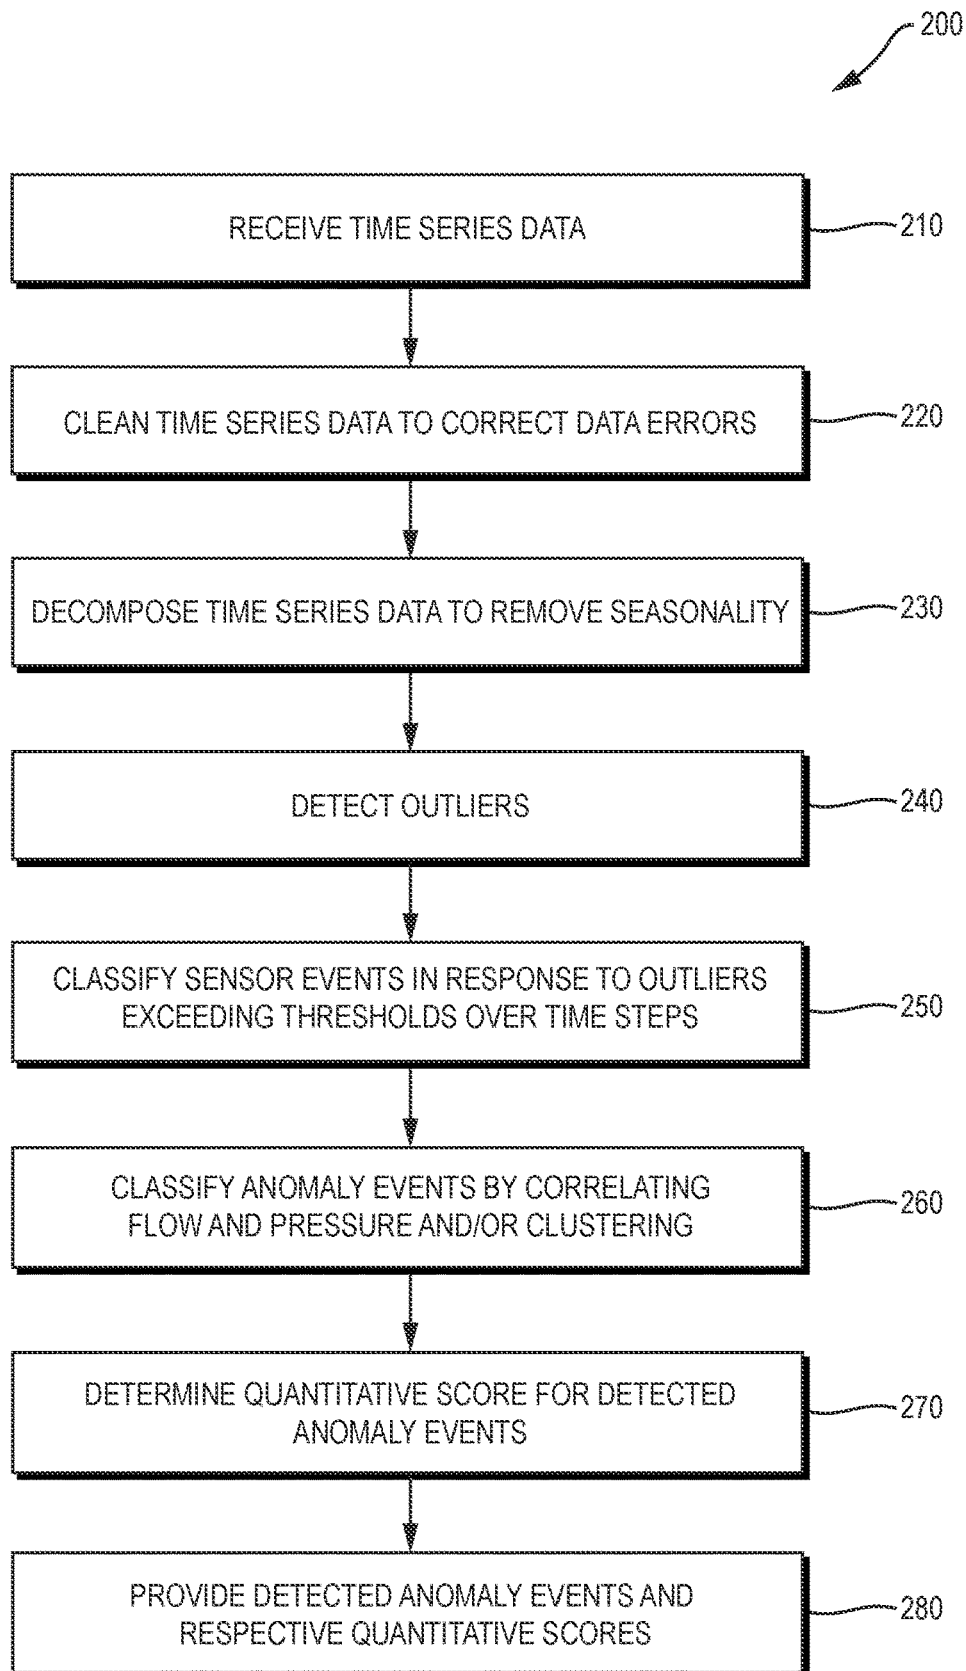 200
RECEIVE TIME SERIES DATA
210
CLEAN TIME SERIES DATA TO CORRECT DATA ERRORS
220
DECOMPOSE TIME SERIES DATA TO REMOVE SEASONALITY
230
DETECT OUTLIERS
240
CLASSIFY SENSOR EVENTS IN RESPONSE TO OUTLIERS
EXCEEDING THRESHOLDS OVER TIME STEPS
250
CLASSIFY ANOMALY EVENTS BY CORRELATING
FLOW AND PRESSURE AND/OR CLUSTERING
260
DETERMINE QUANTITATIVE SCORE FOR DETECTED
ANOMALY EVENTS
270
PROVIDE DETECTED ANOMALY EVENTS AND
RESPECTIVE QUANTITATIVE SCORES
280